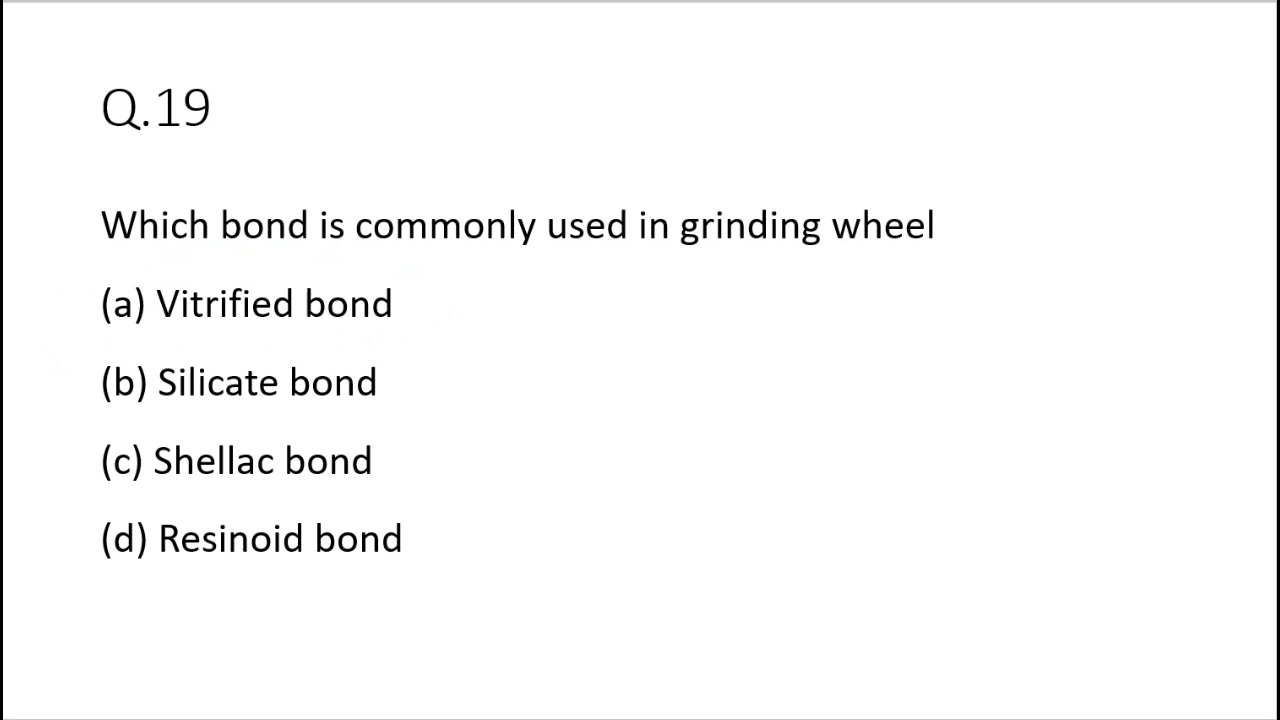 Q.19
Which bond is commonly used in grinding wheel
(a) Vitrified bond
(b) Silicate bond
(c) Shellac bond
(d) Resinoid bond